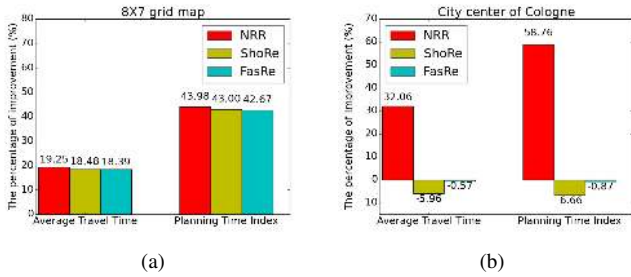 8X7 grid map
The percentage of improvement (%)
80
70
60
50
40
30
20
10
0
NRR
ShoRe
FasRe
19.25 18.48 18.39
43.98 43.00 42.67
Average Travel Time
Planning Time Index
(a)
City center of Cologne
The percentage of Improvement (%)
70
60
50
40
30
20
10
0
10
NRR
ShoRe
FasRe
32.06
-5.96
-0.57
58.76
6.66
-0.87
Average Travel Time
Planning Time Index
(b)